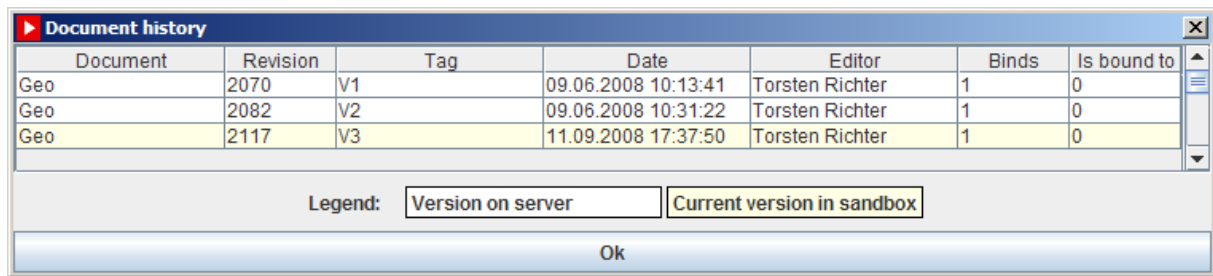 Document history
Document Revision Tag Date Editor Binds Is bound to
Geo 2070 V1 09.06.2008 10:13:41 Torsten Richter 1 0
Geo 2082 V2 09.06.2008 10:31:22 Torsten Richter 1 0
Geo 2117 V3 11.09.2008 17:37:50 Torsten Richter 1 0
Legend: Version on server Current version in sandbox
Ok